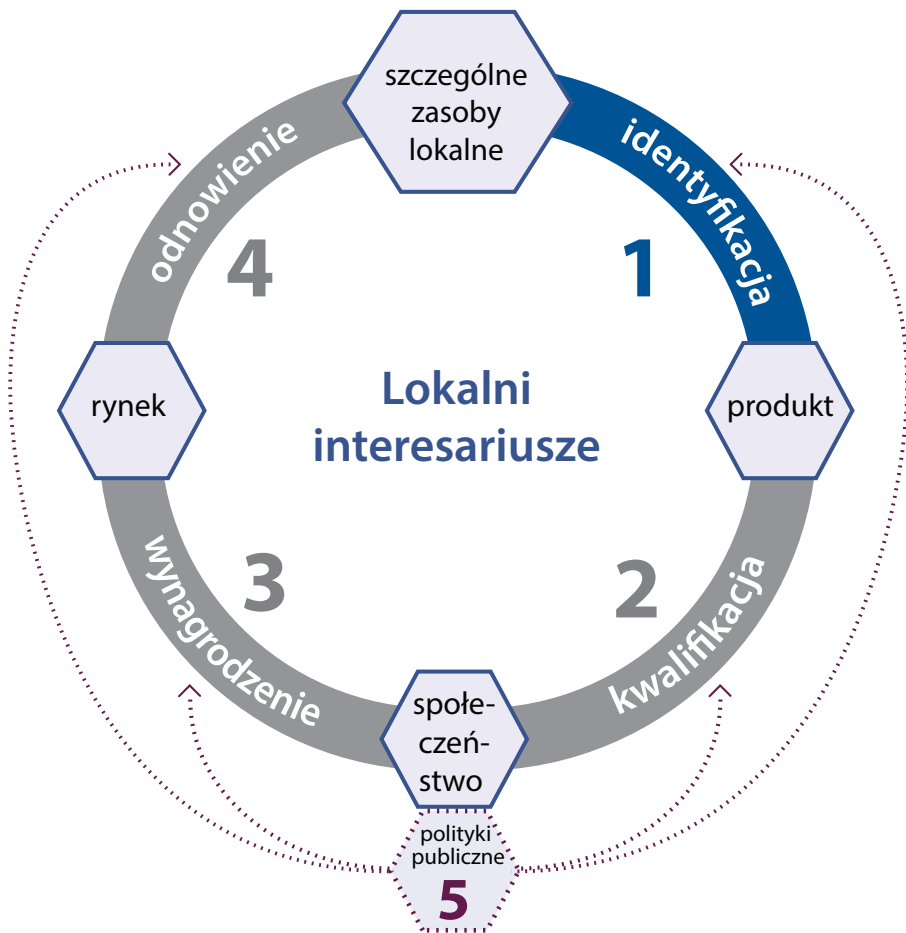 szczególne
zasoby
lokalne
identyfikacja
1
produkt
2
kwalifikacja
społe-
czeń-
stwo
3
wynagrodzenie
rynek
4
odnowienie
Lokalni
interesariusze
polityki
publiczne
5